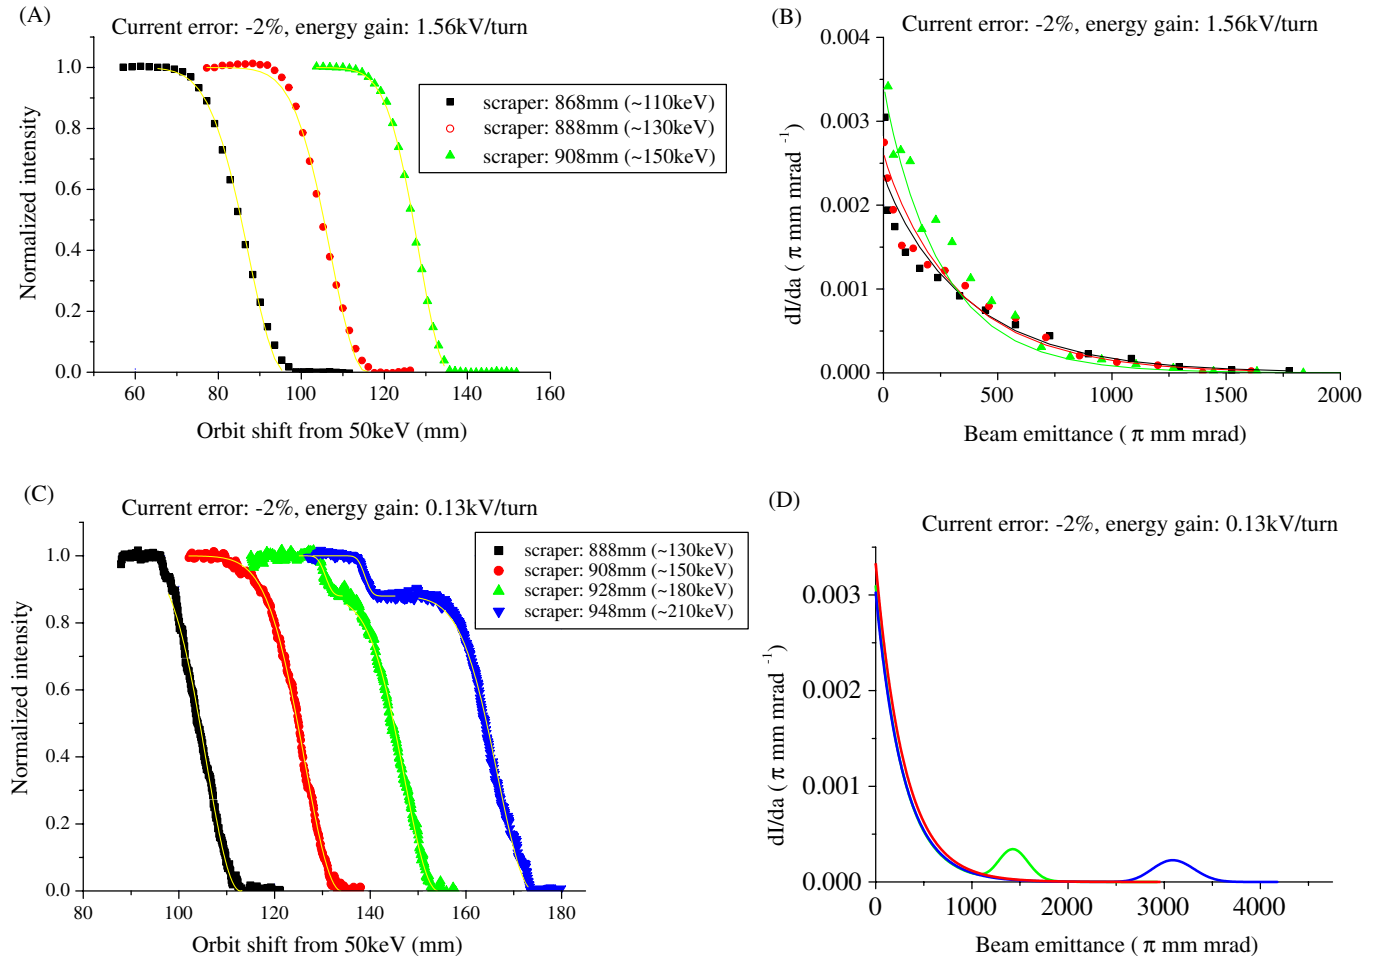 (A)
Current error: -2%, energy gain: 1.56kV/turn
1.0
0.8
0.6
0.4
0.2
0.0
Normalized intensity
60 80 100 120 140 160
Orbit shift from 50keV (mm)
scraper: 868mm (~110keV)
scraper: 888mm (~130keV)
scraper: 908mm (~150keV)
(B)
Current error: -2%, energy gain: 1.56kV/turn
0.004
0.003
0.002
0.001
0.000
dI/da ( π mm mrad -1)
0 500 1000 1500 2000
Beam emittance ( π mm mrad)
(C)
Current error: -2%, energy gain: 0.13kV/turn
1.0
0.8
0.6
0.4
0.2
0.0
Normalized intensity
80 100 120 140 160 180
Orbit shift from 50keV (mm)
scraper: 888mm (~130keV)
scraper: 908mm (~150keV)
scraper: 928mm (~180keV)
scraper: 948mm (~210keV)
(D)
Current error: -2%, energy gain: 0.13kV/turn
0.003
0.002
0.001
0.000
dI/da ( π mm mrad -1)
0 1000 2000 3000 4000
Beam emittance ( π mm mrad)